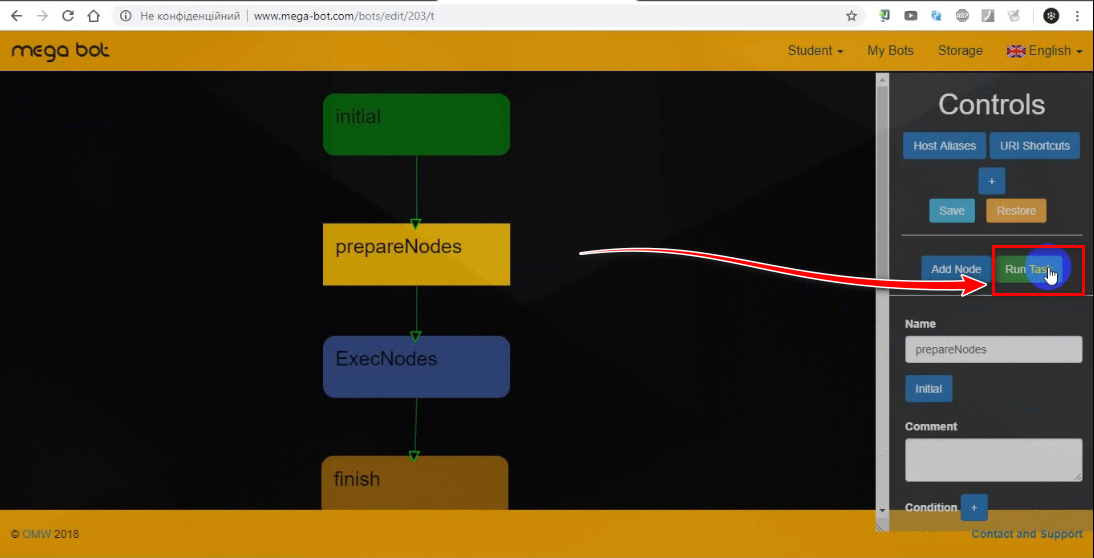 Не конфіденційний www.mega-bot.com/bots/edit/203/t
ABP
mega bot
Student My Bots Storage English
initial
prepareNodes
ExecNodes
finish
Controls
Host Aliases URI Shortcuts
+
Save Restore
Add Node Run Task
Name
prepareNodes
Initial
Comment
Condition +
© OMW 2018
Contact and Support